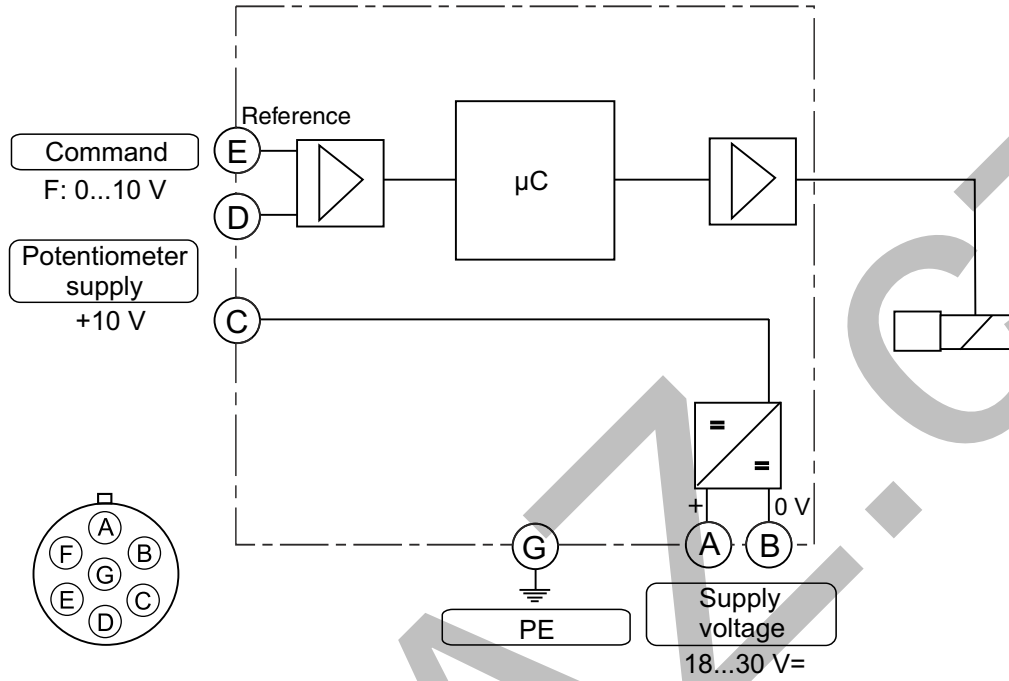 Reference
E
Command
F: 0...10 V
D
µC
Potentiometer
supply
+10 V
C
=
=
+
0 V
A
B
G
PE
Supply
voltage
18...30 V=
A
F
B
G
E
C
D